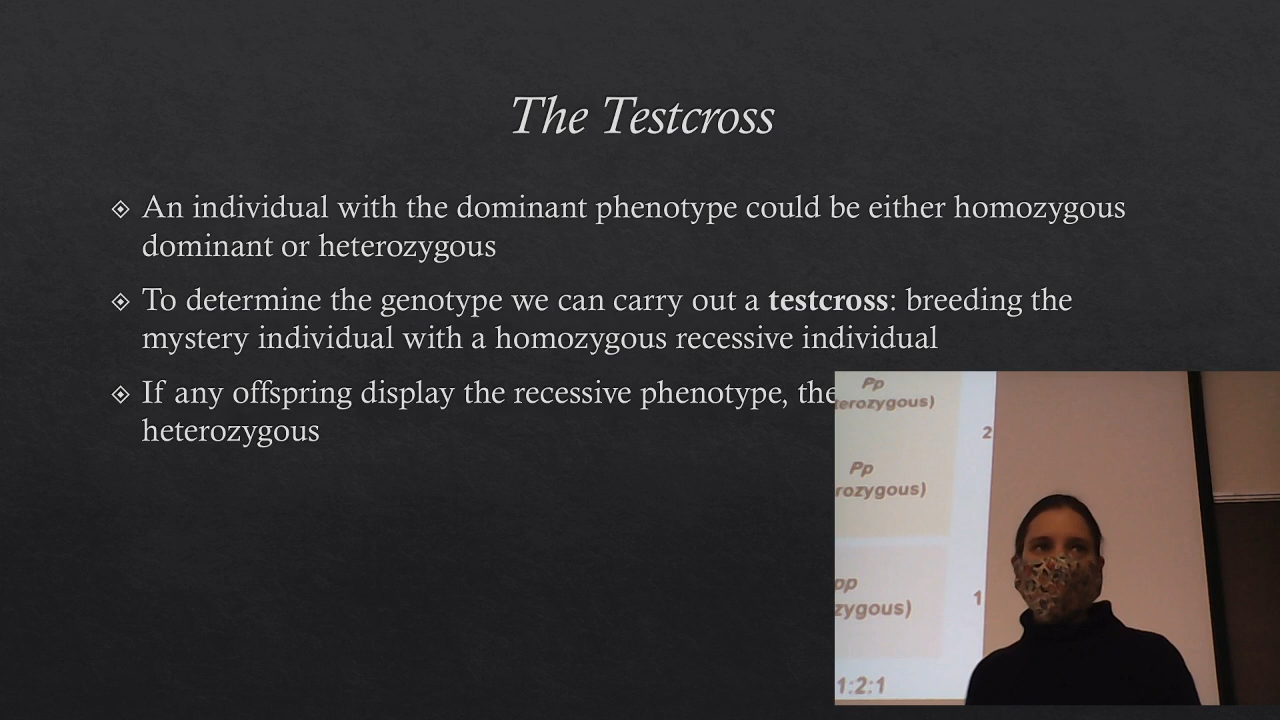 The Testcross
An individual with the dominant phenotype could be either homozygous
dominant or heterozygous
To determine the genotype we can carry out a testcross: breeding the
mystery individual with a homozygous recessive individual
If any offspring display the recessive phenotype, the
heterozygous
Pp
erozygous)
2
Pp
rozygous)
pp
zygous)
1
1:2:1